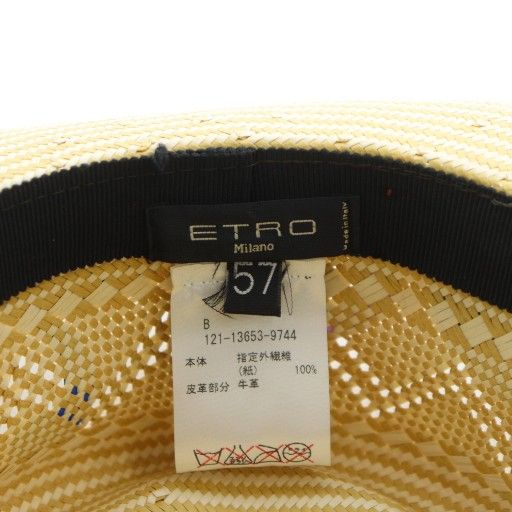 ETRO
Milano
Made in Italy
57
B
121-13653-9744
本体 指定外繊維
(紙) 100%
皮革部分 牛革